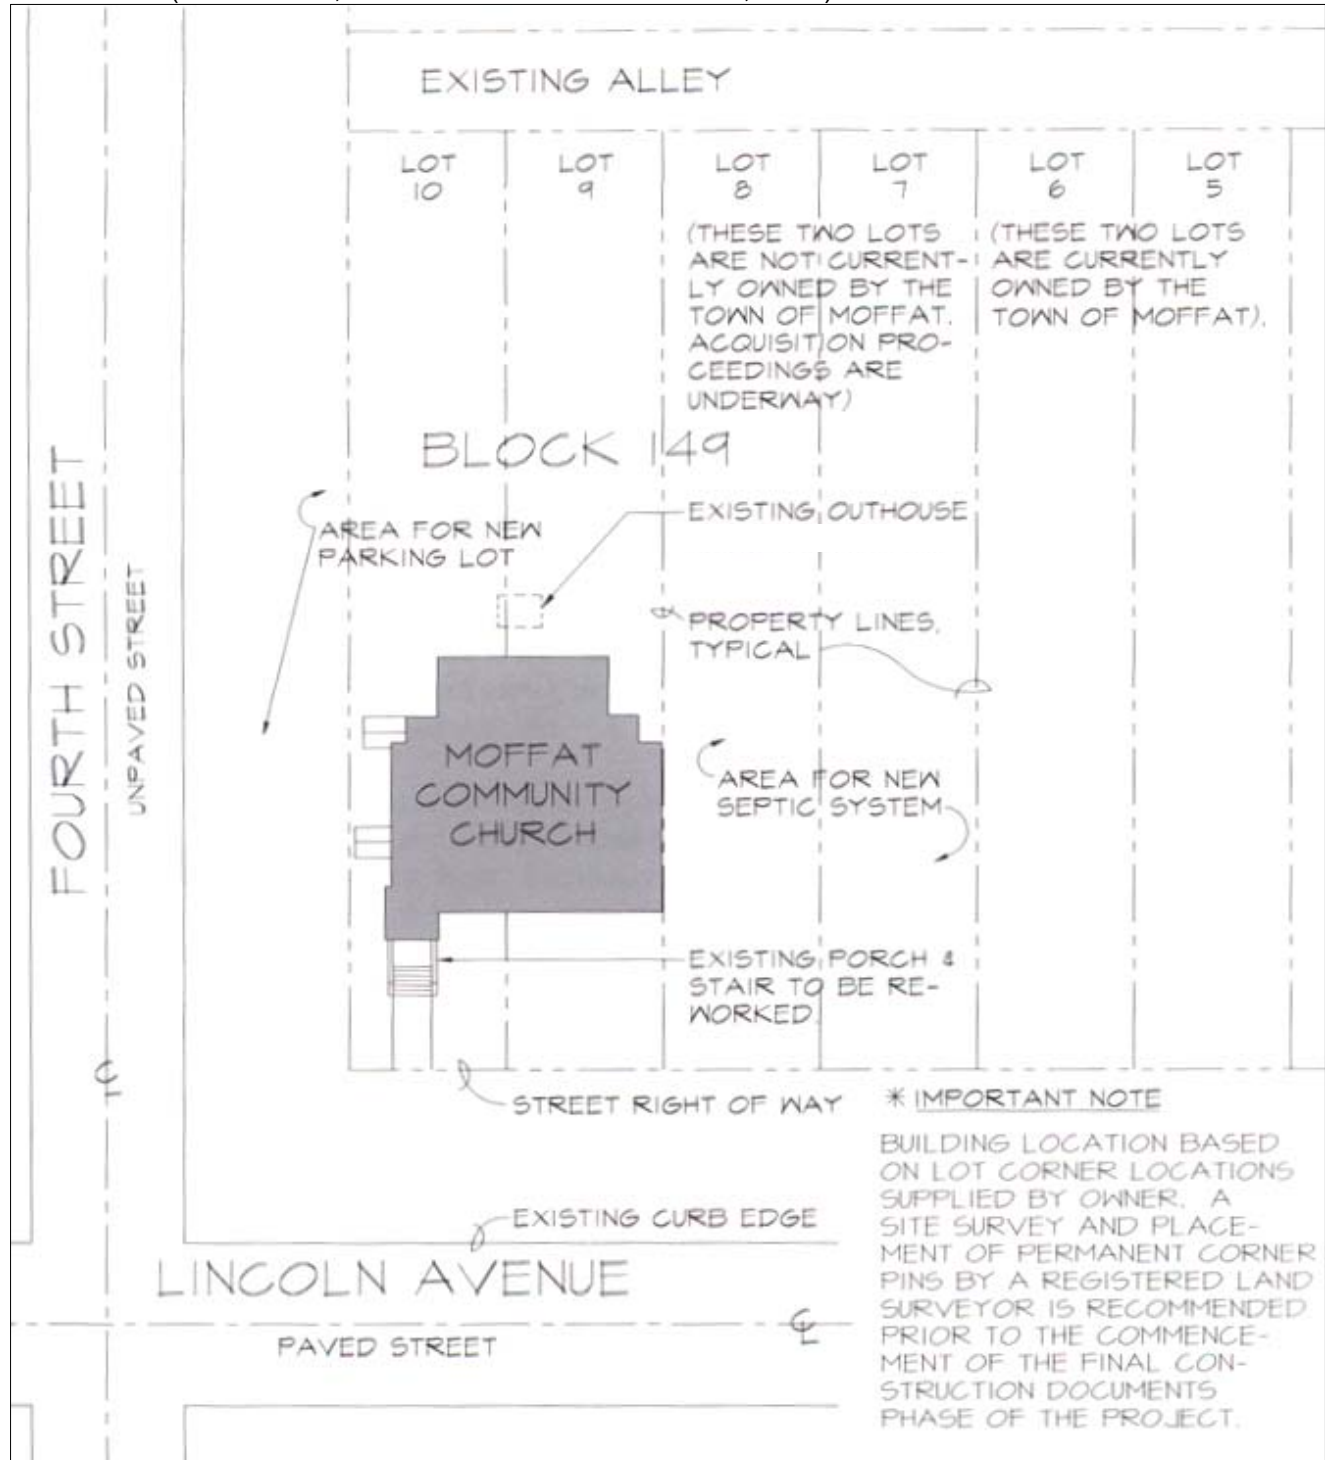 EXISTING ALLEY
LOT
10
LOT
9
LOT
8
LOT
7
LOT
6
LOT
5
(THESE TWO LOTS
ARE NOT CURRENT-
LY OWNED BY THE
TOWN OF MOFFAT.
ACQUISITION PRO-
CEEDINGS ARE
UNDERWAY)
(THESE TWO LOTS
ARE CURRENTLY
OWNED BY THE
TOWN OF MOFFAT).
BLOCK 149
FOURTH STREET
UNPAVED STREET
AREA FOR NEW
PARKING LOT
EXISTING OUTHOUSE
PROPERTY LINES,
TYPICAL
MOFFAT
COMMUNITY
CHURCH
AREA FOR NEW
SEPTIC SYSTEM
EXISTING PORCH &
STAIR TO BE RE-
WORKED.
STREET RIGHT OF WAY
EXISTING CURB EDGE
LINCOLN AVENUE
PAVED STREET
* IMPORTANT NOTE
BUILDING LOCATION BASED
ON LOT CORNER LOCATIONS
SUPPLIED BY OWNER. A
SITE SURVEY AND PLACE-
MENT OF PERMANENT CORNER
PINS BY A REGISTERED LAND
SURVEYOR IS RECOMMENDED
PRIOR TO THE COMMENCE-
MENT OF THE FINAL CON-
STRUCTION DOCUMENTS
PHASE OF THE PROJECT.